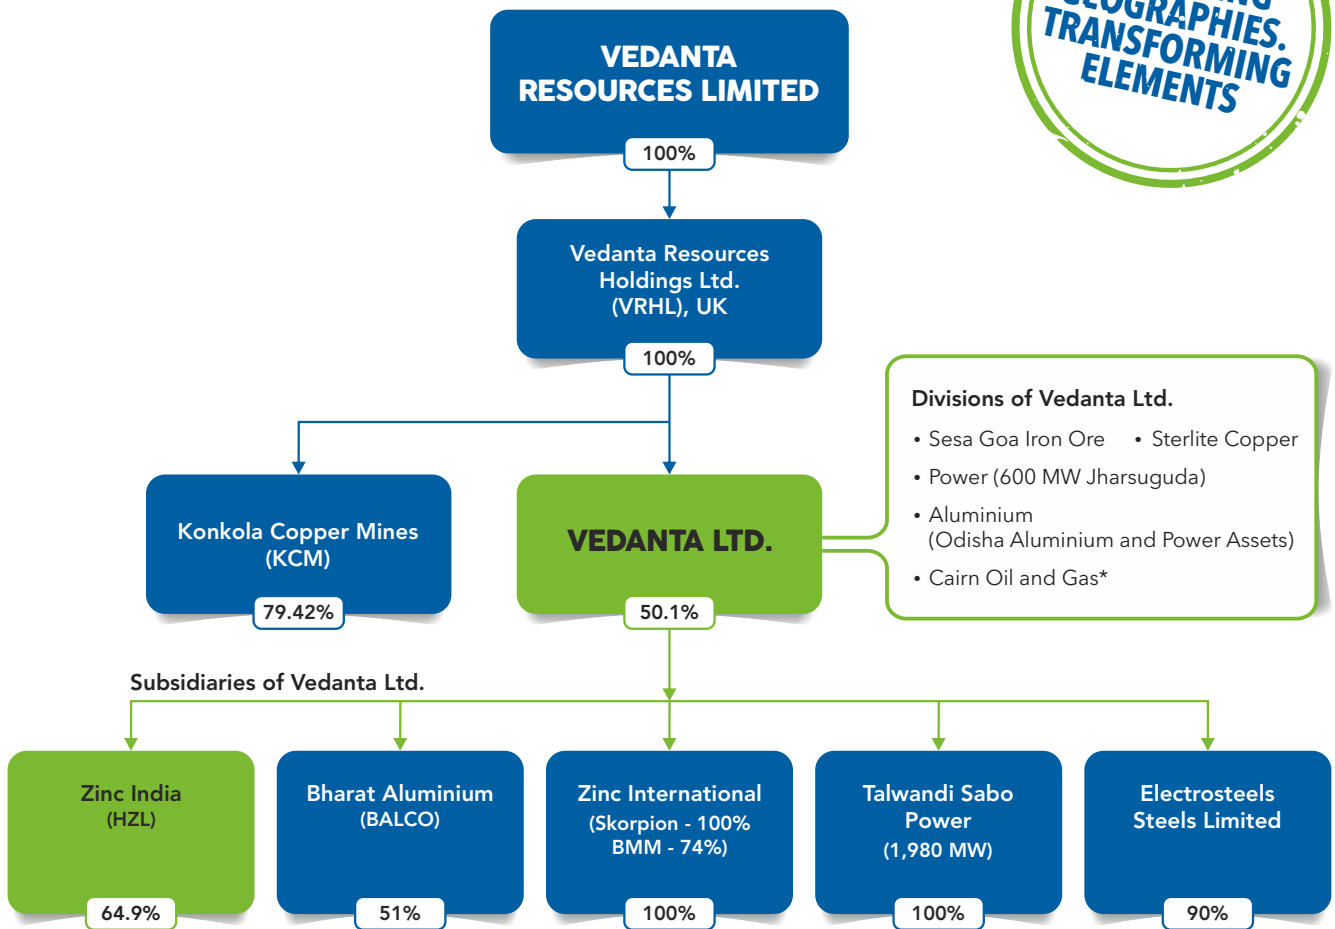 GEOGRAPHIES.
TRANSFORMING
ELEMENTS
VEDANTA
RESOURCES LIMITED
100%
Vedanta Resources
Holdings Ltd.
(VRHL), UK
100%
Divisions of Vedanta Ltd.
• Sesa Goa Iron Ore • Sterlite Copper
• Power (600 MW Jharsuguda)
• Aluminium
(Odisha Aluminium and Power Assets)
• Cairn Oil and Gas*
Konkola Copper Mines
(KCM)
79.42%
VEDANTA LTD.
50.1%
Subsidiaries of Vedanta Ltd.
Zinc India
(HZL)
64.9%
Bharat Aluminium
(BALCO)
51%
Zinc International
(Skorpion - 100%
BMM - 74%)
100%
Talwandi Sabo
Power
(1,980 MW)
100%
Electrosteels
Steels Limited
90%